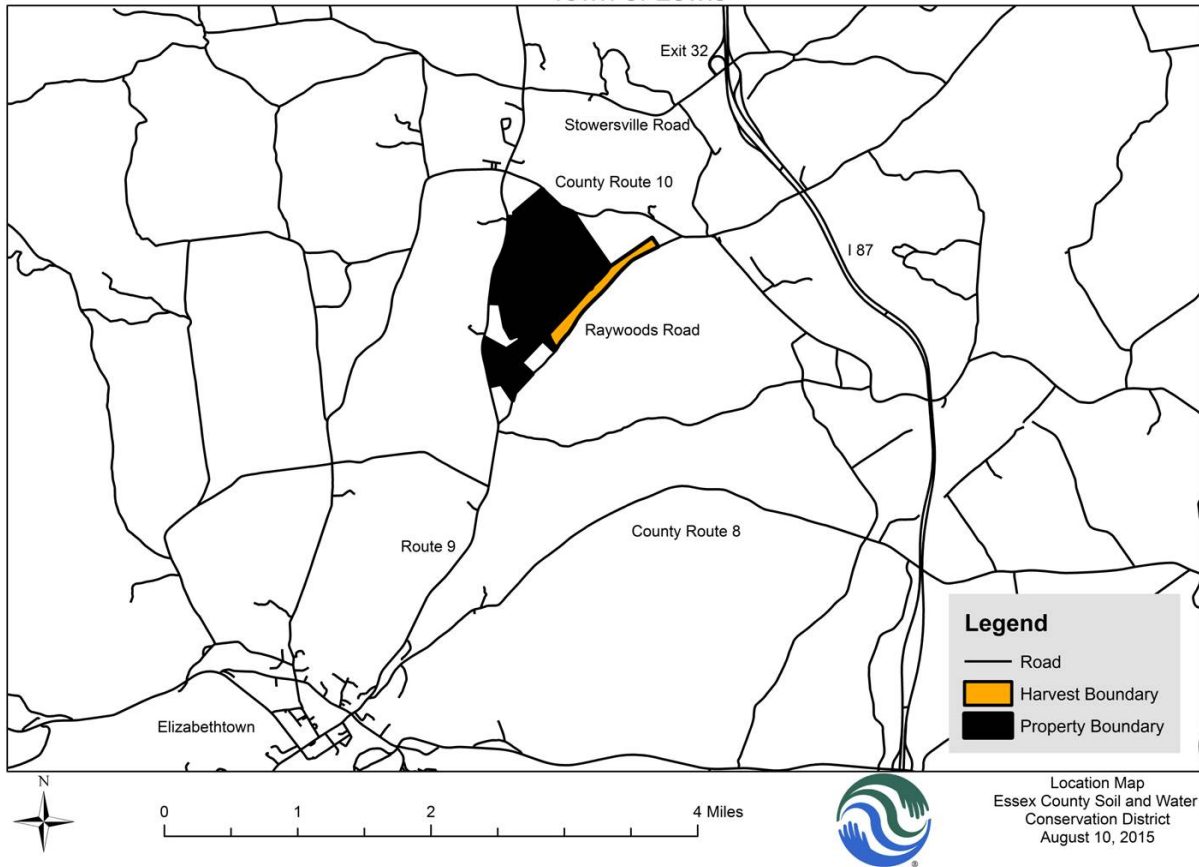 Exit 32
Stowersville Road
County Route 10
I 87
Raywoods Road
County Route 8
Route 9
Elizabethtown
Legend
Road
Harvest Boundary
Property Boundary
N
0 1 2 4 Miles
Location Map
Essex County Soil and Water
Conservation District
August 10, 2015
®